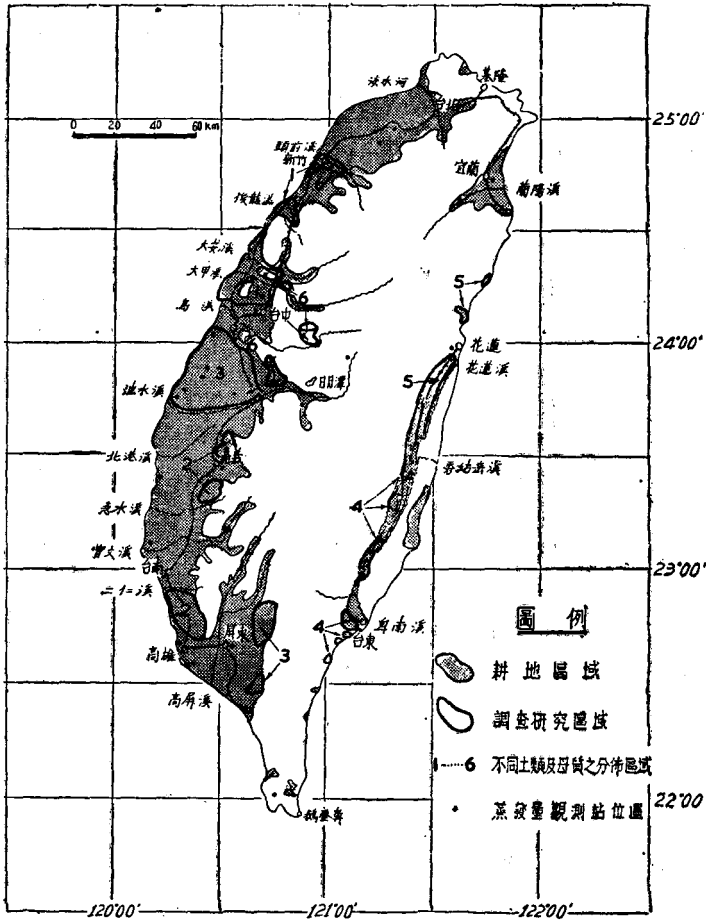 淡水河
基隆
台北
25°00'
0 20 40 60 km
頭前溪
新竹
宜蘭
蘭陽溪
後龍溪
大安溪
大甲溪
5
烏溪
6
台中
24°00'
花蓮
花蓮溪
3
5
日月潭
濁水溪
北港溪
2
秀姑巒溪
4
急水溪
曾文溪
台南
23°00'
二仁溪
圖例
4
卑南溪
台東
屏東
3
高雄
耕地區域
高屏溪
調查研究區域
1……6 不同土類及母質之分佈區域
22°00'
蒸發量觀測站位置
鵝鑾鼻
120°00' 121°00' 122°00'